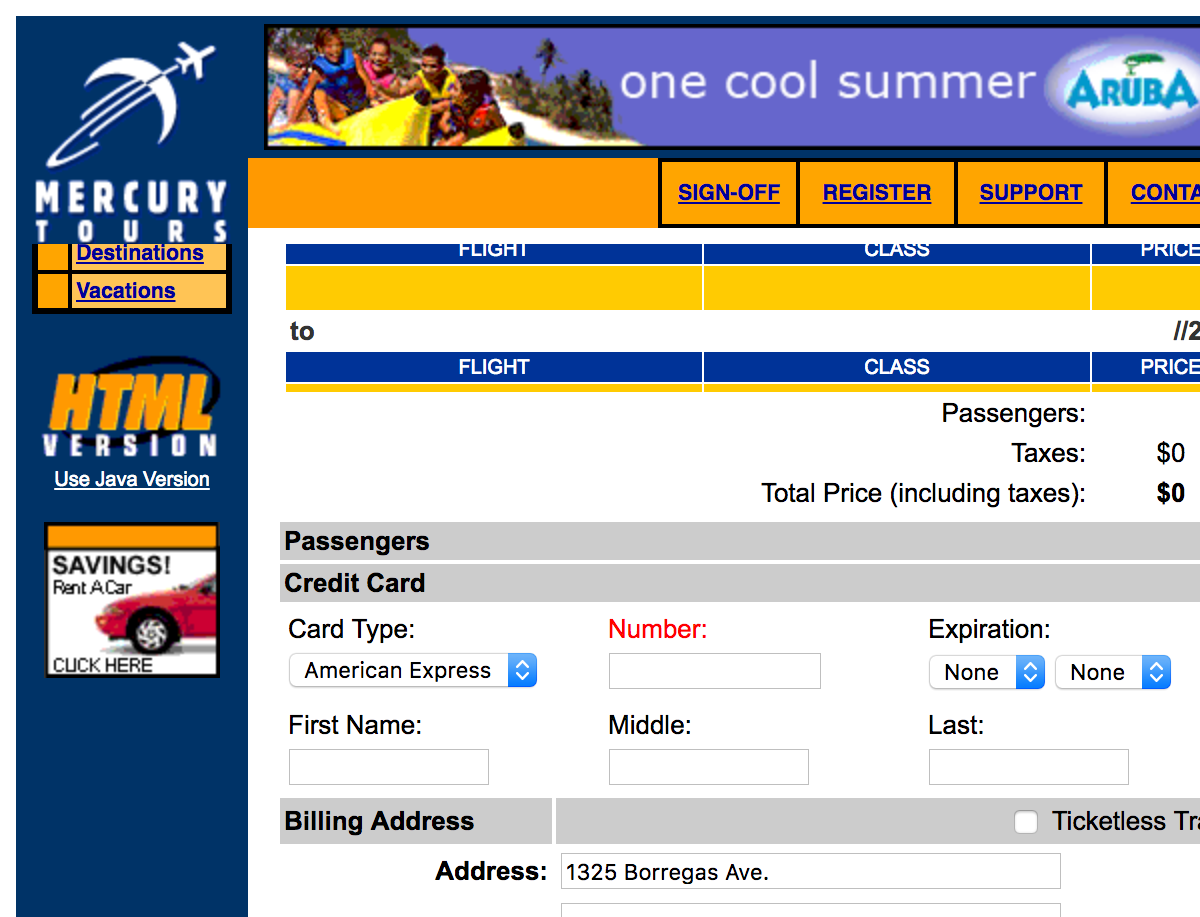 one cool summer ARUBA
MERCURY
TOURS
SIGN-OFF REGISTER SUPPORT CONTA
Destinations
Vacations
HTML
VERSION
Use Java Version
SAVINGS!
Rent A Car
CLICK HERE
FLIGHT CLASS PRICE
to //2
FLIGHT CLASS PRICE
Passengers:
Taxes: $0
Total Price (including taxes): $0
Passengers
Credit Card
Card Type: Number: Expiration:
American Express None None
First Name: Middle: Last:
Billing Address Ticketless Tra
Address: 1325 Borregas Ave.